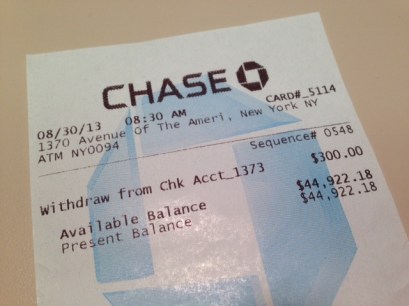 CHASE
08/30/13 08:30 AM CARD#_5114
1370 Avenue Of The Ameri, New York NY
ATM NY0094
Sequence# 0548
Withdraw from Chk Acct_1373 $300.00
Available Balance $44,922.18
Present Balance $44,922.18